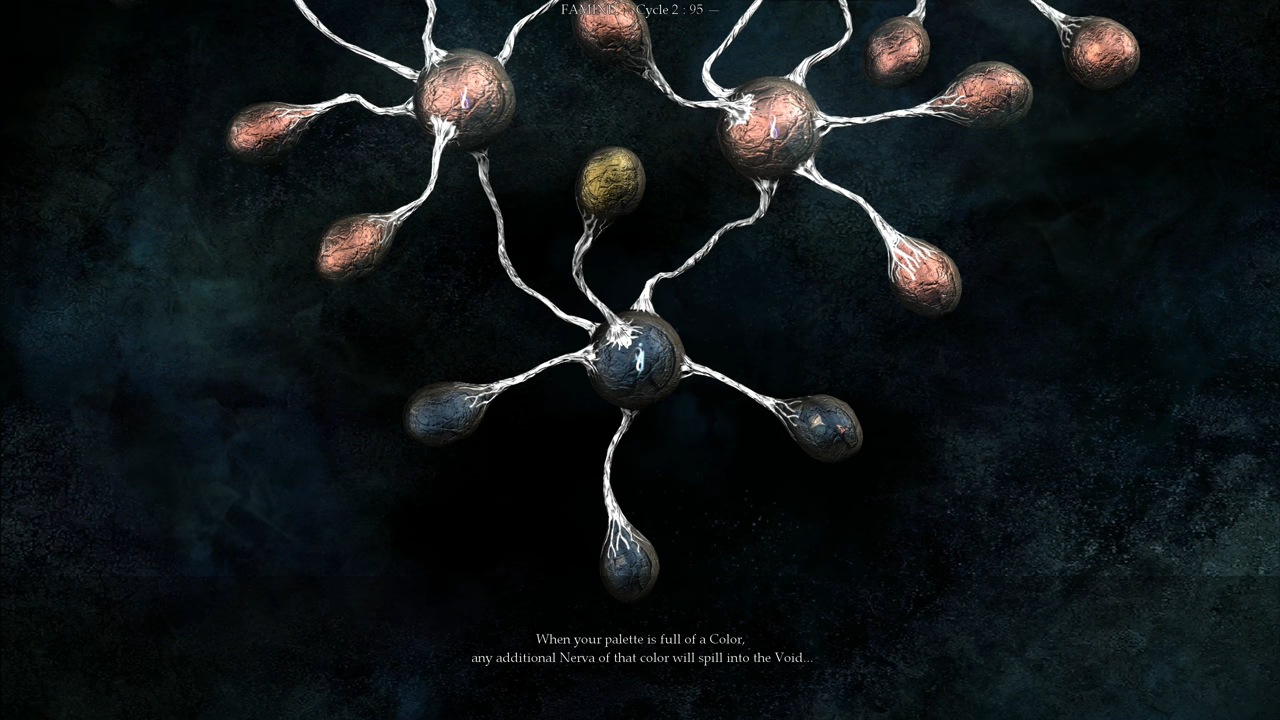 Cycle 2 : 95 —
When your palette is full of a Color,
any additional Nerva of that color will spill into the Void...